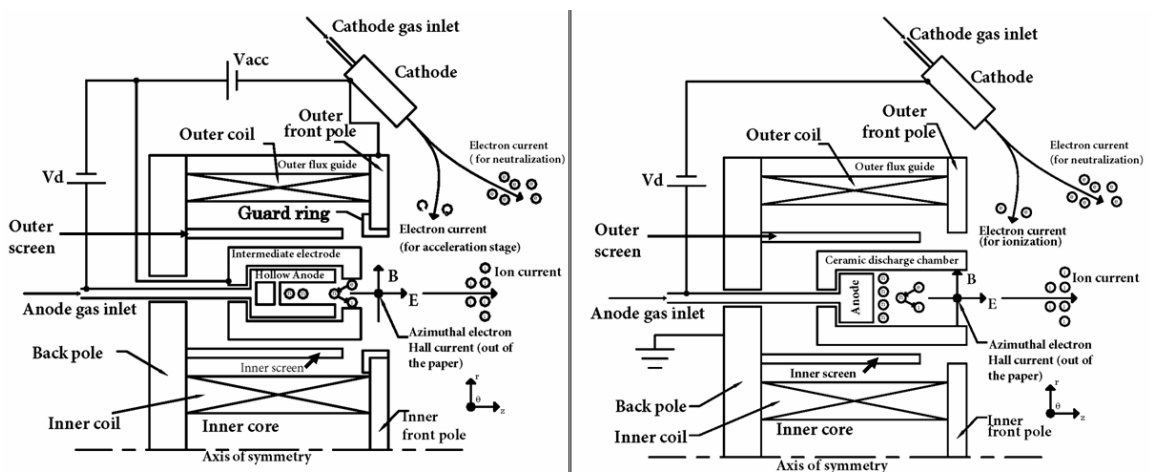 Cathode gas inlet
Vacc
Cathode
Outer
front pole
Outer coil
Electron current
( for neutralization)
Outer flux guide
Vd
Guard ring
Outer
screen
Electron current
(for acceleration stage)
Intermediate electrode
Hollow Anode
B
Ion current
E
Anode gas inlet
Azimuthal electron
Hall current (out of
the paper)
Back pole
Inner screen
r
θ
z
Inner coil
Inner core
Inner
front pole
Axis of symmetry
Cathode gas inlet
Cathode
Outer
front pole
Outer coil
Electron current
(for neutralization)
Outer flux guide
Vd
Outer
screen
Electron current
(for ionization)
Ceramic discharge chamber
B
Ion current
Anode
E
Anode gas inlet
Azimuthal electron
Hall current (out of
the paper)
Inner screen
Back pole
r
θ
z
Inner coil
Inner core
Inner
front pole
Axis of symmetry